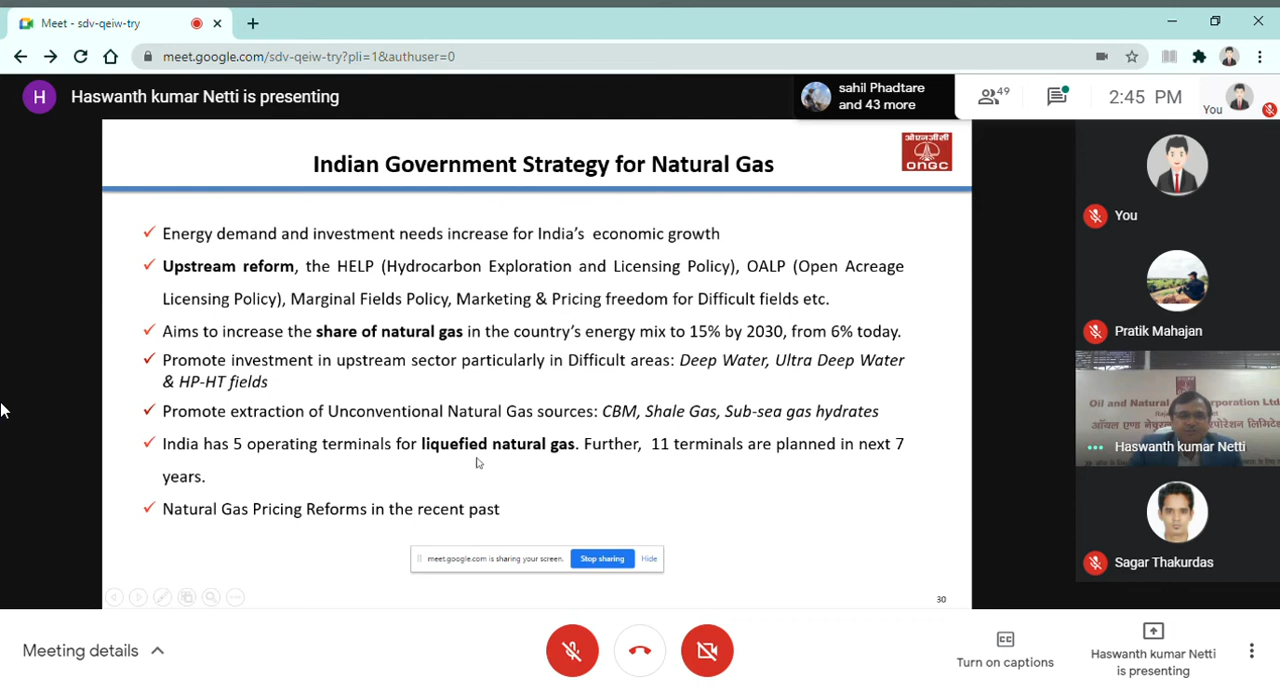 Meet - sdv-qeiw-try
meet.google.com/sdv-qeiw-try?pli=1&authuser=0
H
Haswanth kumar Netti is presenting
sahil Phadtare
and 43 more
49
2:45 PM
You
Indian Government Strategy for Natural Gas
ओएनजीसी
ONGC
✓ Energy demand and investment needs increase for India's economic growth
✓ Upstream reform, the HELP (Hydrocarbon Exploration and Licensing Policy), OALP (Open Acreage
Licensing Policy), Marginal Fields Policy, Marketing & Pricing freedom for Difficult fields etc.
✓ Aims to increase the share of natural gas in the country's energy mix to 15% by 2030, from 6% today.
✓ Promote investment in upstream sector particularly in Difficult areas: Deep Water, Ultra Deep Water
& HP-HT fields
✓ Promote extraction of Unconventional Natural Gas sources: CBM, Shale Gas, Sub-sea gas hydrates
✓ India has 5 operating terminals for liquefied natural gas. Further, 11 terminals are planned in next 7
years.
✓ Natural Gas Pricing Reforms in the recent past
meet.google.com is sharing your screen.
Stop sharing
Hide
30
You
Pratik Mahajan
Oil and Natural
orporation Ltd
Haswanth kumar Netti
Sagar Thakurdas
Meeting details
CC
Turn on captions
Haswanth kumar Netti
is presenting